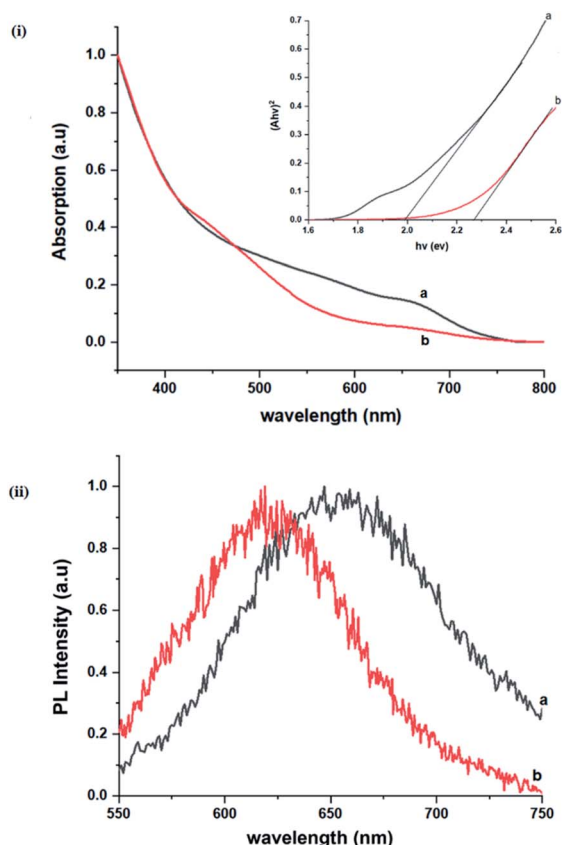 (i)
1.0
0.8
0.6
0.4
0.2
0.0
Absorption (a.u)
400 500 600 700 800
wavelength (nm)
a
b
0.7
0.6
0.5
0.4
0.3
0.2
0.1
0.0
(Ahv)²
1.6 1.8 2.0 2.2 2.4 2.6
hv (ev)
a
b
(ii)
1.0
0.8
0.6
0.4
0.2
0.0
PL Intensity (a.u)
550 600 650 700 750
wavelength (nm)
a
b